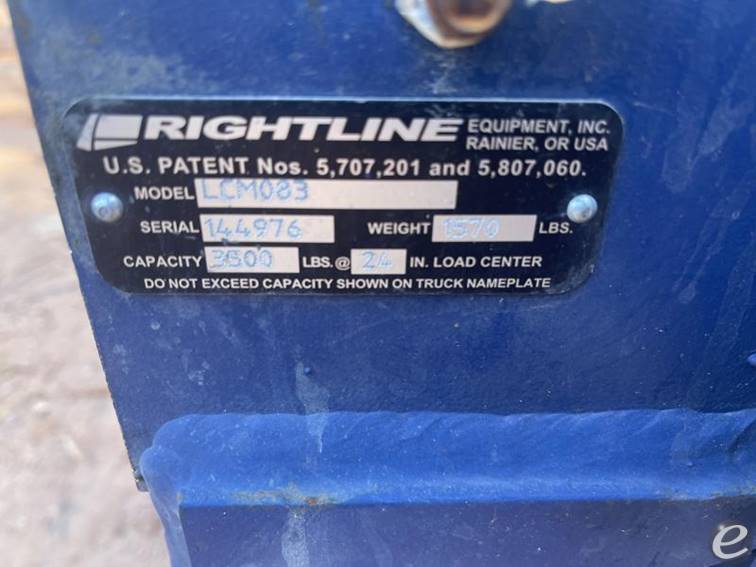 RIGHTLINE EQUIPMENT, INC.
RAINIER, OR USA
U.S. PATENT Nos. 5,707,201 and 5,807,060.
MODEL LCM083
SERIAL 144976 WEIGHT 1570 LBS.
CAPACITY 3600 LBS.@ 24 IN. LOAD CENTER
DO NOT EXCEED CAPACITY SHOWN ON TRUCK NAMEPLATE
e